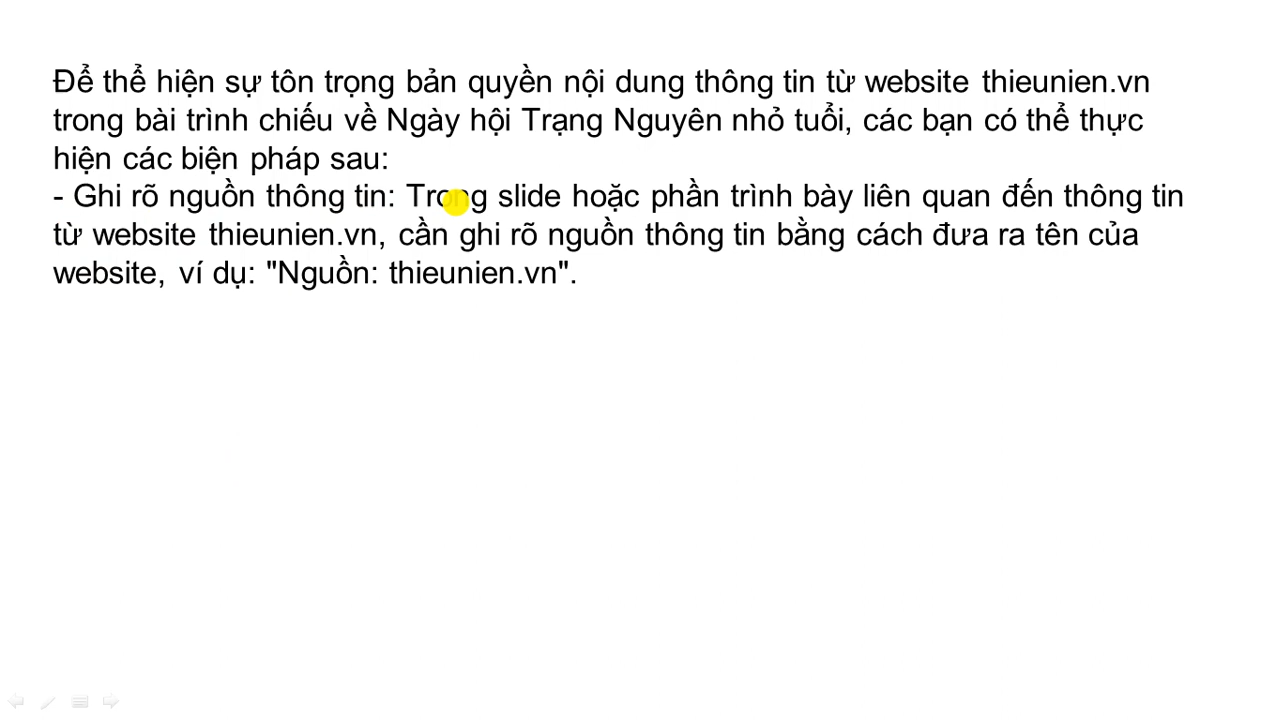 Để thể hiện sự tôn trọng bản quyền nội dung thông tin từ website thieunien.vn
trong bài trình chiếu về Ngày hội Trạng Nguyên nhỏ tuổi, các bạn có thể thực
hiện các biện pháp sau:
- Ghi rõ nguồn thông tin: Trong slide hoặc phần trình bày liên quan đến thông tin
từ website thieunien.vn, cần ghi rõ nguồn thông tin bằng cách đưa ra tên của
website, ví dụ: "Nguồn: thieunien.vn".